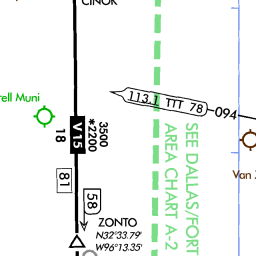 CINOR
113.1 TTT 78
094
rell Muni
V15
3500
*2200
18
81
58
SEE DALLAS/FORT
AREA CHART A-2
Van Z
ZONTO
N32°33.79'
W96°13.35'